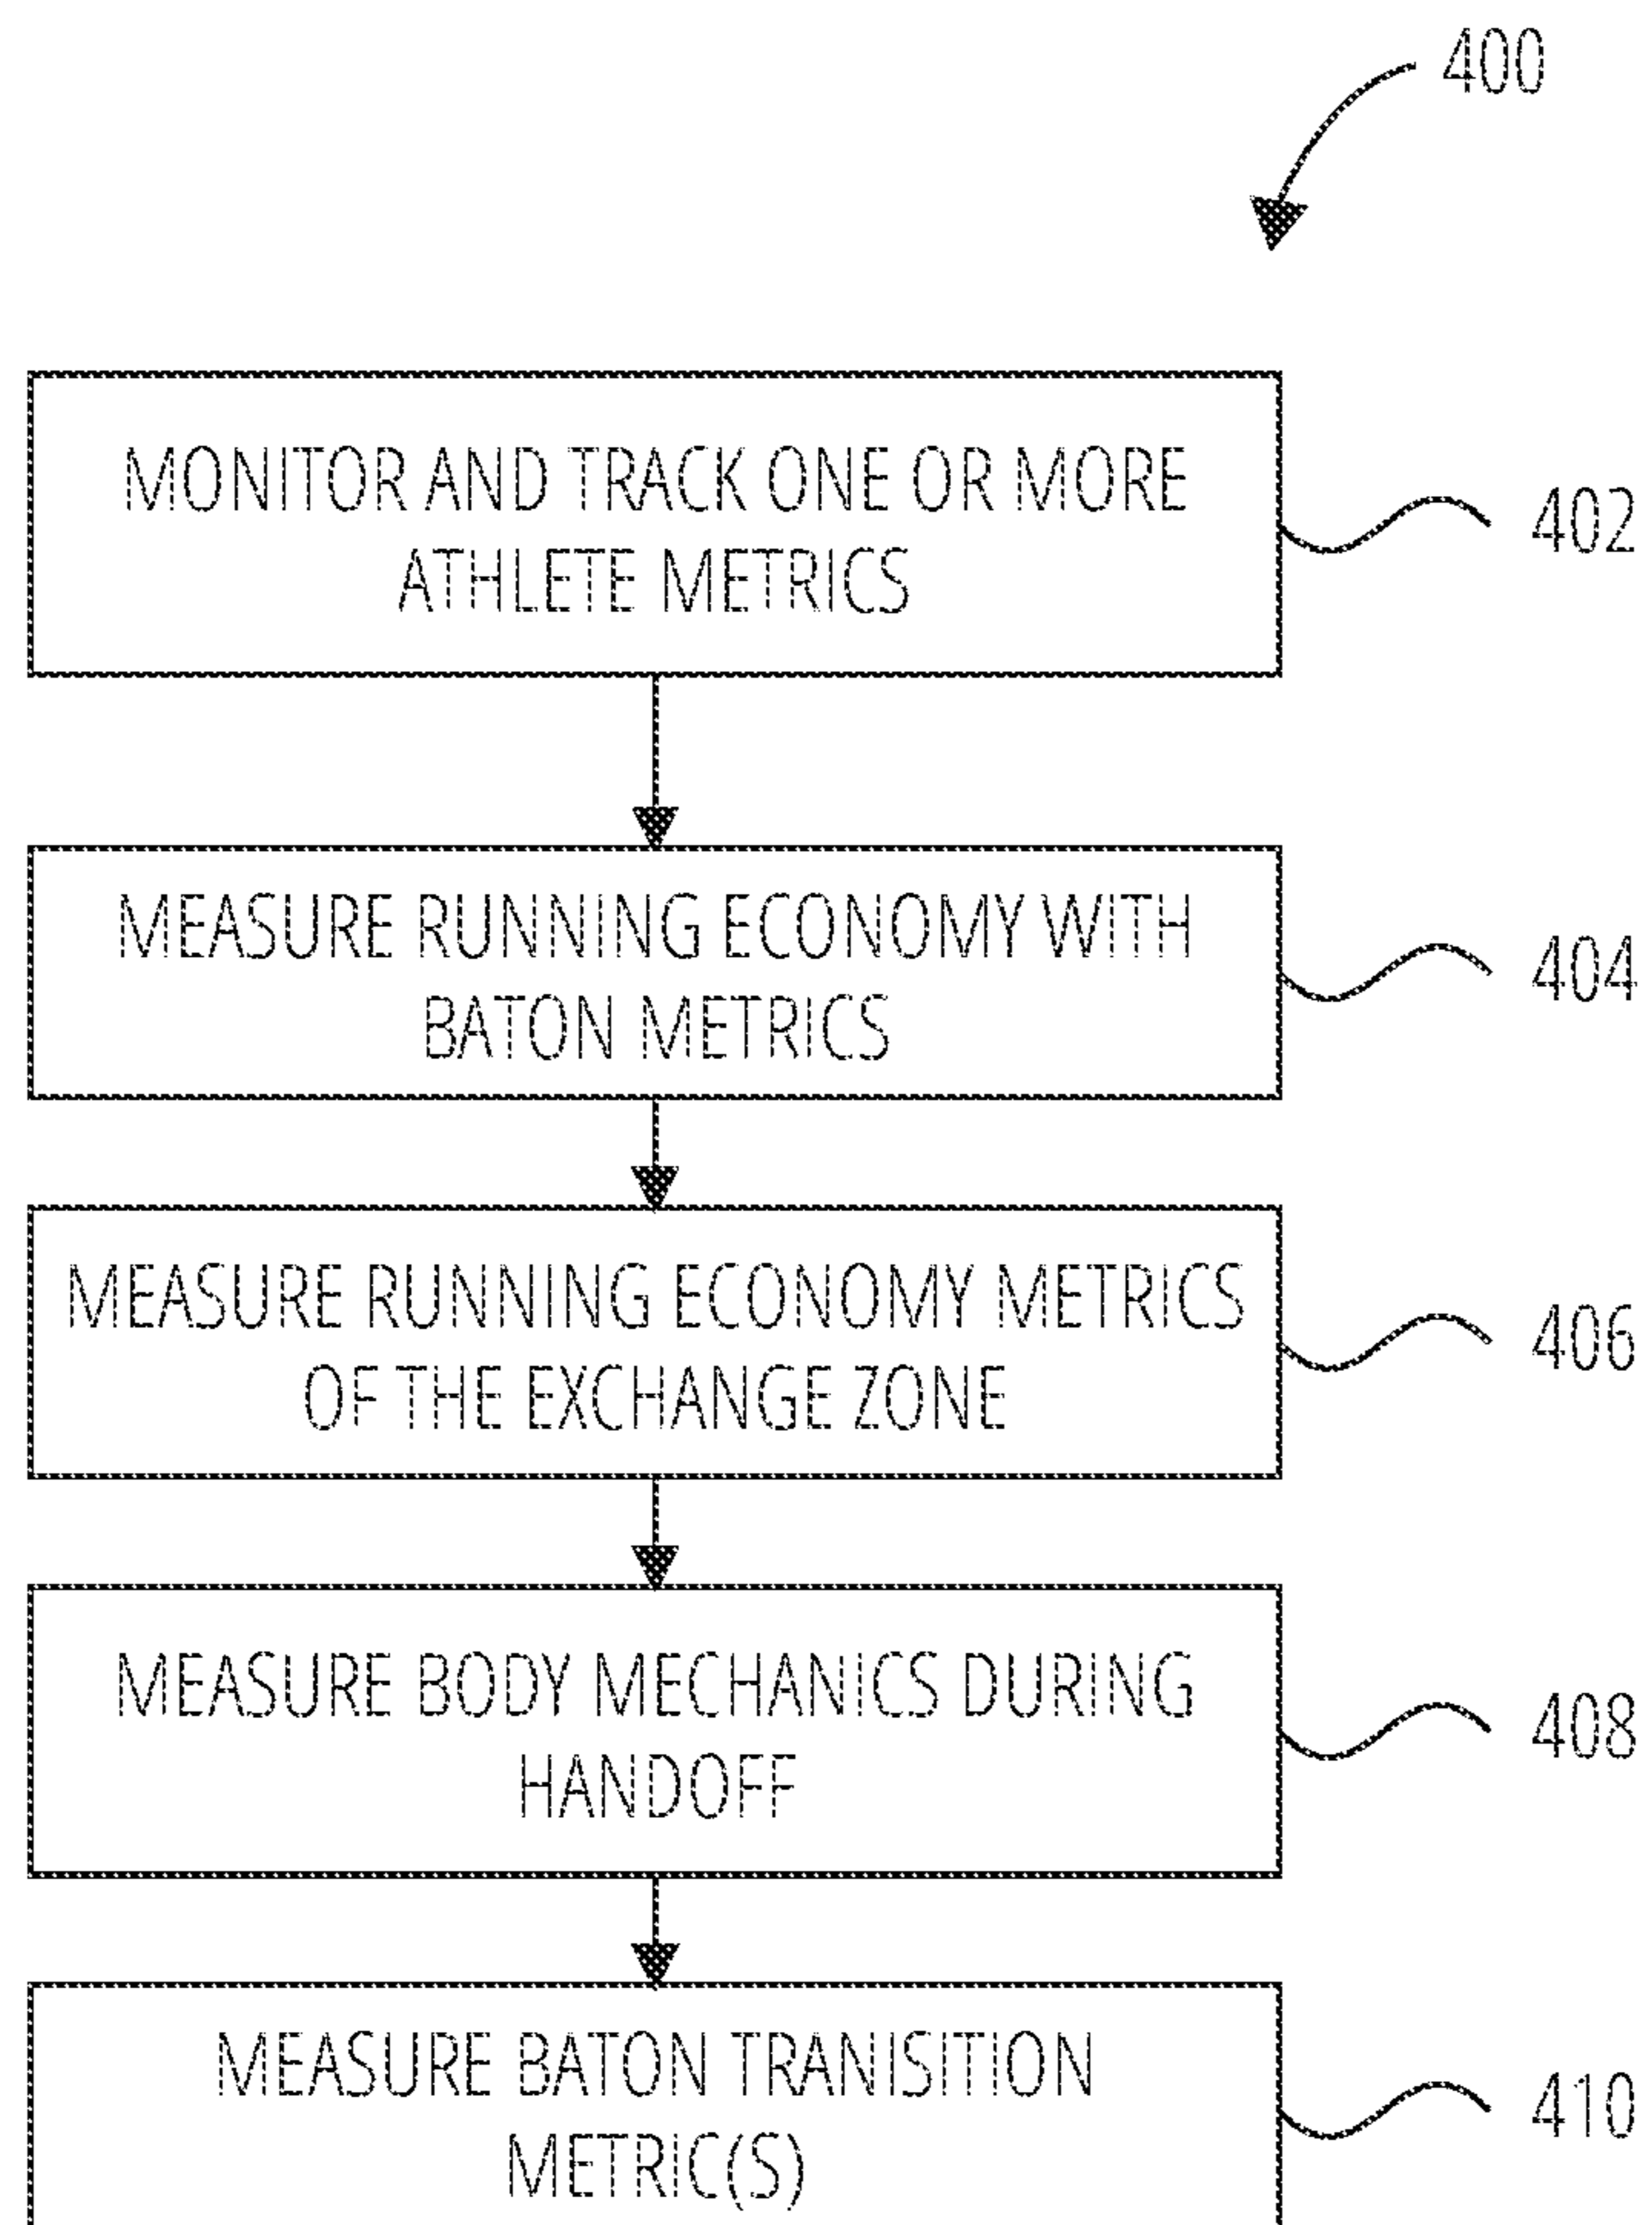 400
MONITOR AND TRACK ONE OR MORE
ATHLETE METRICS
402
MEASURE RUNNING ECONOMY WITH
BATON METRICS
404
MEASURE RUNNING ECONOMY METRICS
OF THE EXCHANGE ZONE
406
MEASURE BODY MECHANICS DURING
HANDOFF
408
MEASURE BATON TRANISITION
METRIC(S)
410